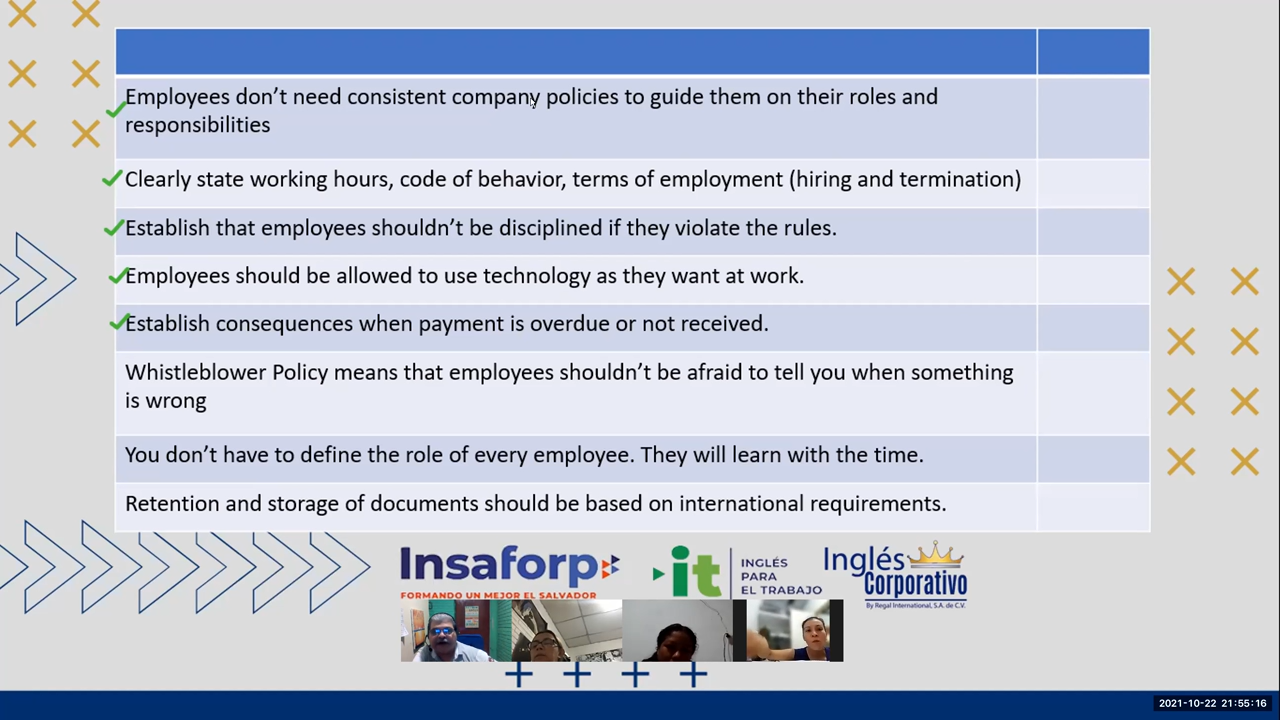 Employees don't need consistent company policies to guide them on their roles and
responsibilities
Clearly state working hours, code of behavior, terms of employment (hiring and termination)
Establish that employees shouldn't be disciplined if they violate the rules.
Employees should be allowed to use technology as they want at work.
Establish consequences when payment is overdue or not received.
Whistleblower Policy means that employees shouldn't be afraid to tell you when something
is wrong
You don't have to define the role of every employee. They will learn with the time.
Retention and storage of documents should be based on international requirements.
Insaforp
FORMANDO UN MEJOR EL SALVADOR
it
INGLÉS
PARA
EL TRABAJO
Inglés
Corporativo
By Regal International, S.A. de C.V.
2021-10-22 21:55:16